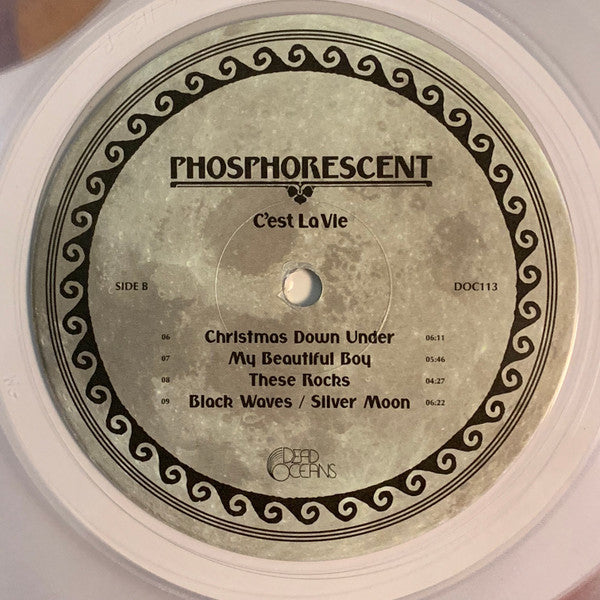 PHOSPHORESCENT
C'est La Vie
SIDE B DOC113
06 Christmas Down Under 06:11
07 My Beautiful Boy 05:46
08 These Rocks 04:27
09 Black Waves / Silver Moon 06:22
DEAD
OCEANS